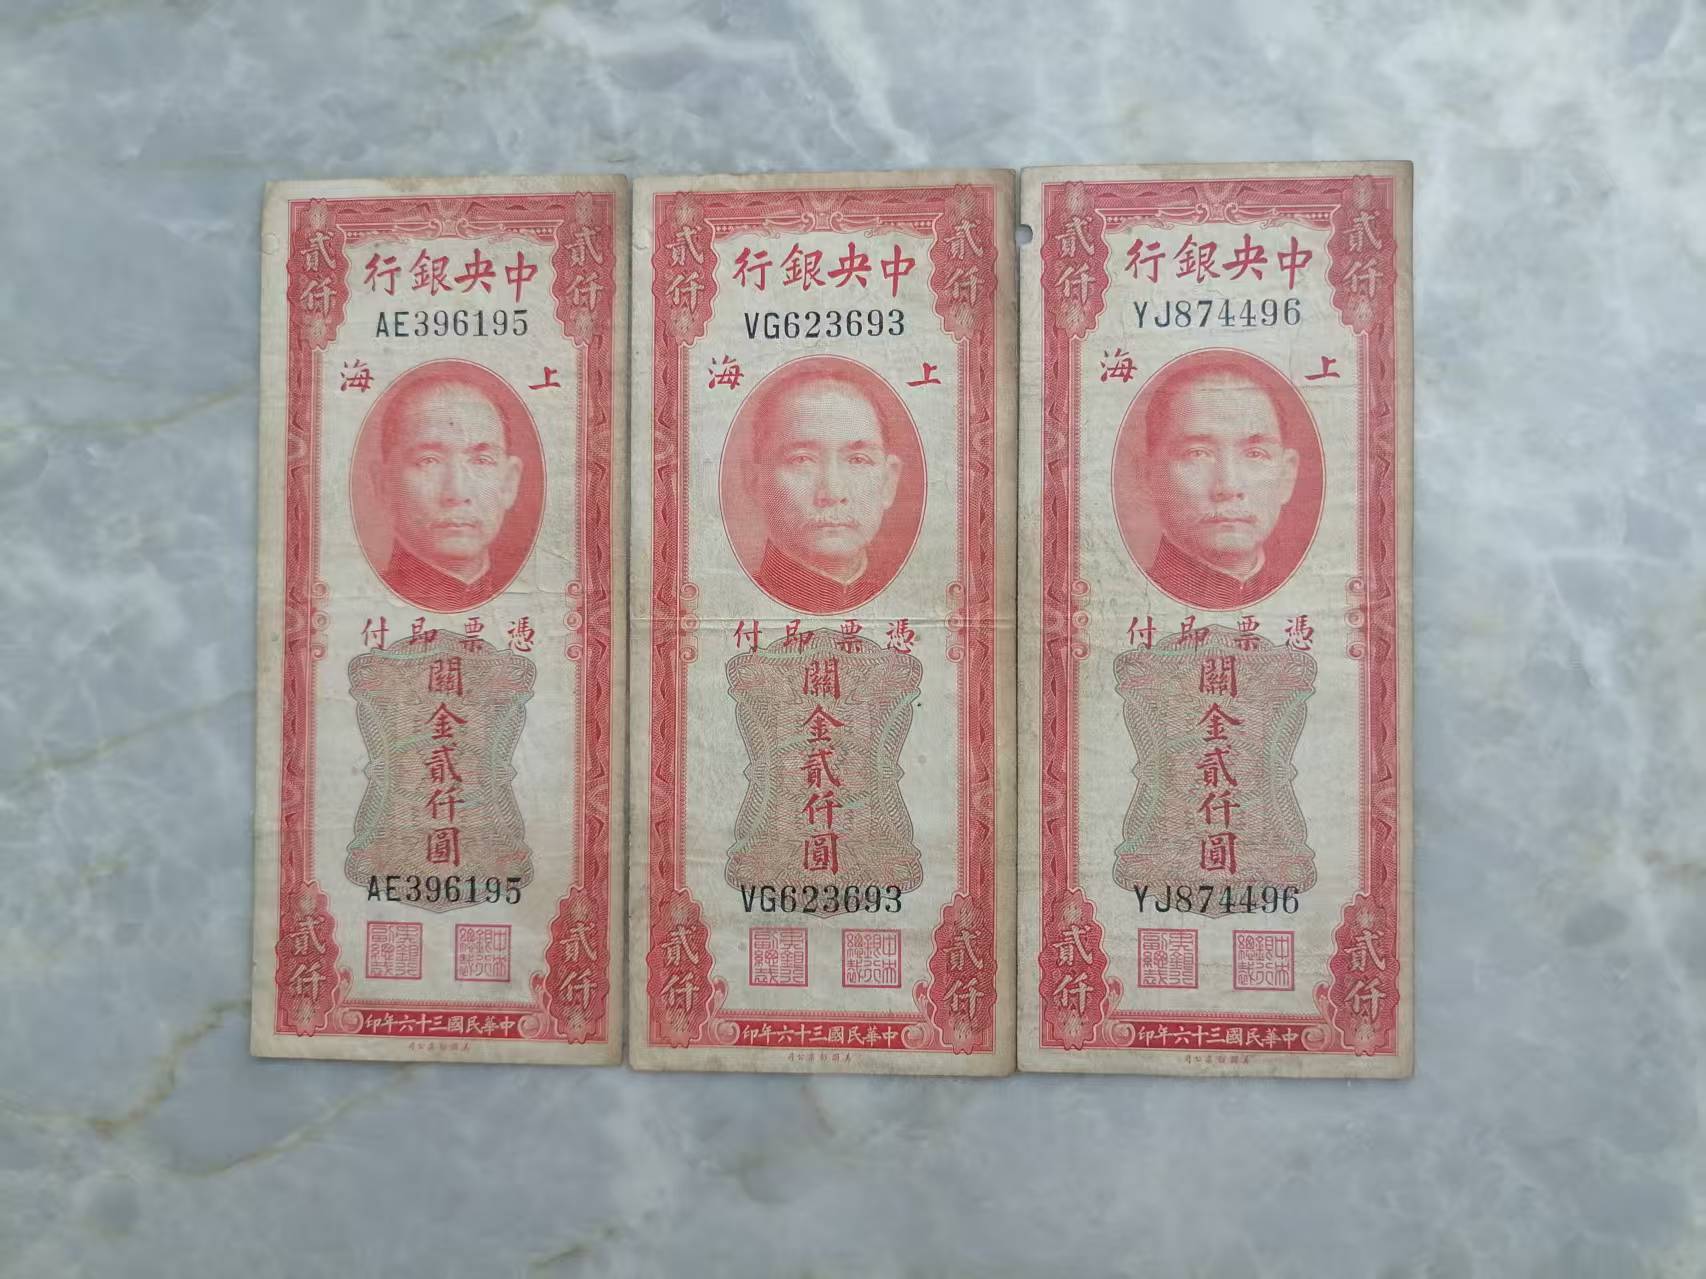 中央銀行
貳仟
貳仟
AE396195
上海
憑票即付
關金貳仟圓
AE396195
貳仟
貳仟
中華民國三十六年印
中央銀行
貳仟
貳仟
VG623693
上海
憑票即付
關金貳仟圓
VG623693
貳仟
貳仟
中華民國三十六年印
中央銀行
貳仟
貳仟
YJ874496
上海
憑票即付
關金貳仟圓
YJ874496
貳仟
貳仟
中華民國三十六年印